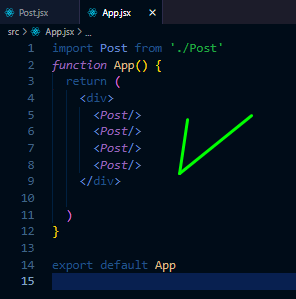 Post.jsx App.jsx
src > App.jsx > ...
1 import Post from './Post'
2 function App() {
3 return (
4 <div>
5 <Post/>
6 <Post/>
7 <Post/>
8 <Post/>
9 </div>
10
11 )
12 }
13
14 export default App
15